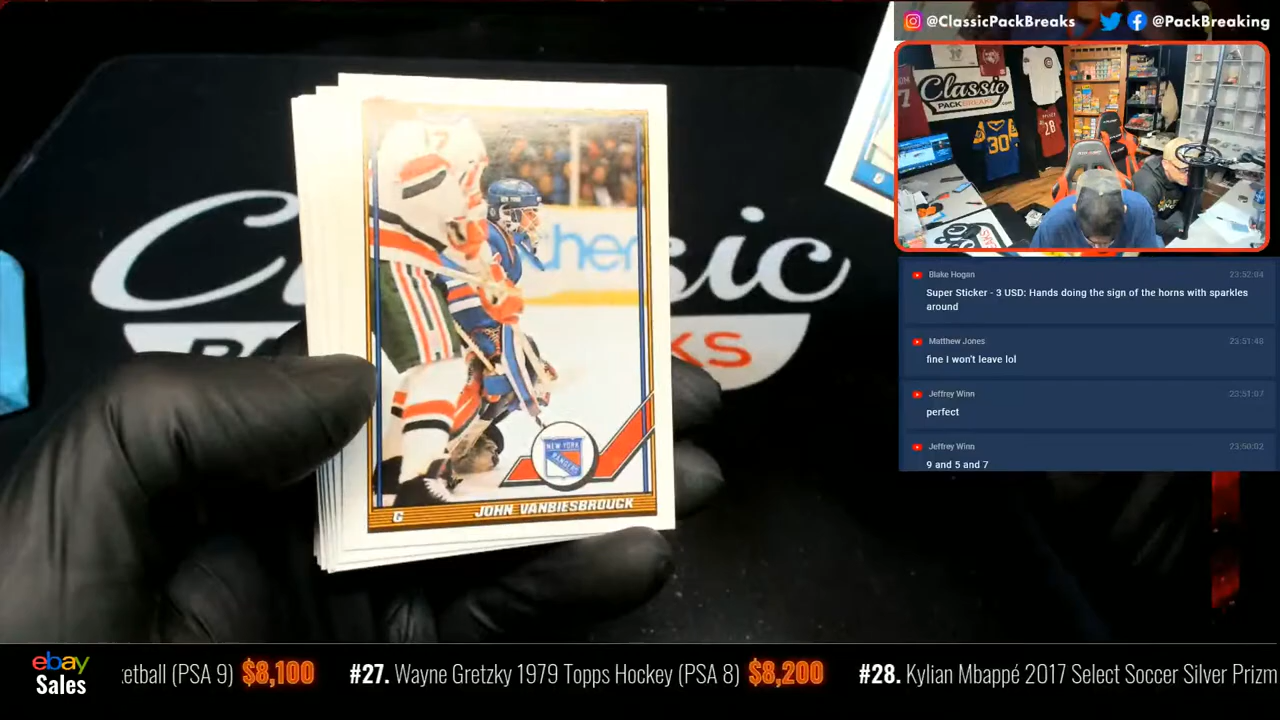 @ClassicPackBreaks @PackBreaking
Classic
PACKBREAKS.com
30
28
Blake Hogan 23:52:04
Super Sticker - 3 USD: Hands doing the sign of the horns with sparkles
around
Matthew Jones 23:51:48
fine I won't leave lol
Jeffrey Winn 23:51:07
perfect
Jeffrey Winn 23:50:02
9 and 5 and 7
NEW YORK
RANGERS
G JOHN VANBIESBROUCK
ebay
Sales
etball (PSA 9) $8,100 #27. Wayne Gretzky 1979 Topps Hockey (PSA 8) $8,200 #28. Kylian Mbappé 2017 Select Soccer Silver Prizm